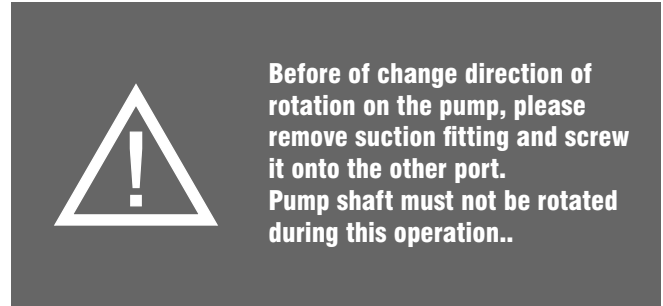 Before of change direction of
rotation on the pump, please
remove suction fitting and screw
it onto the other port.
Pump shaft must not be rotated
during this operation..